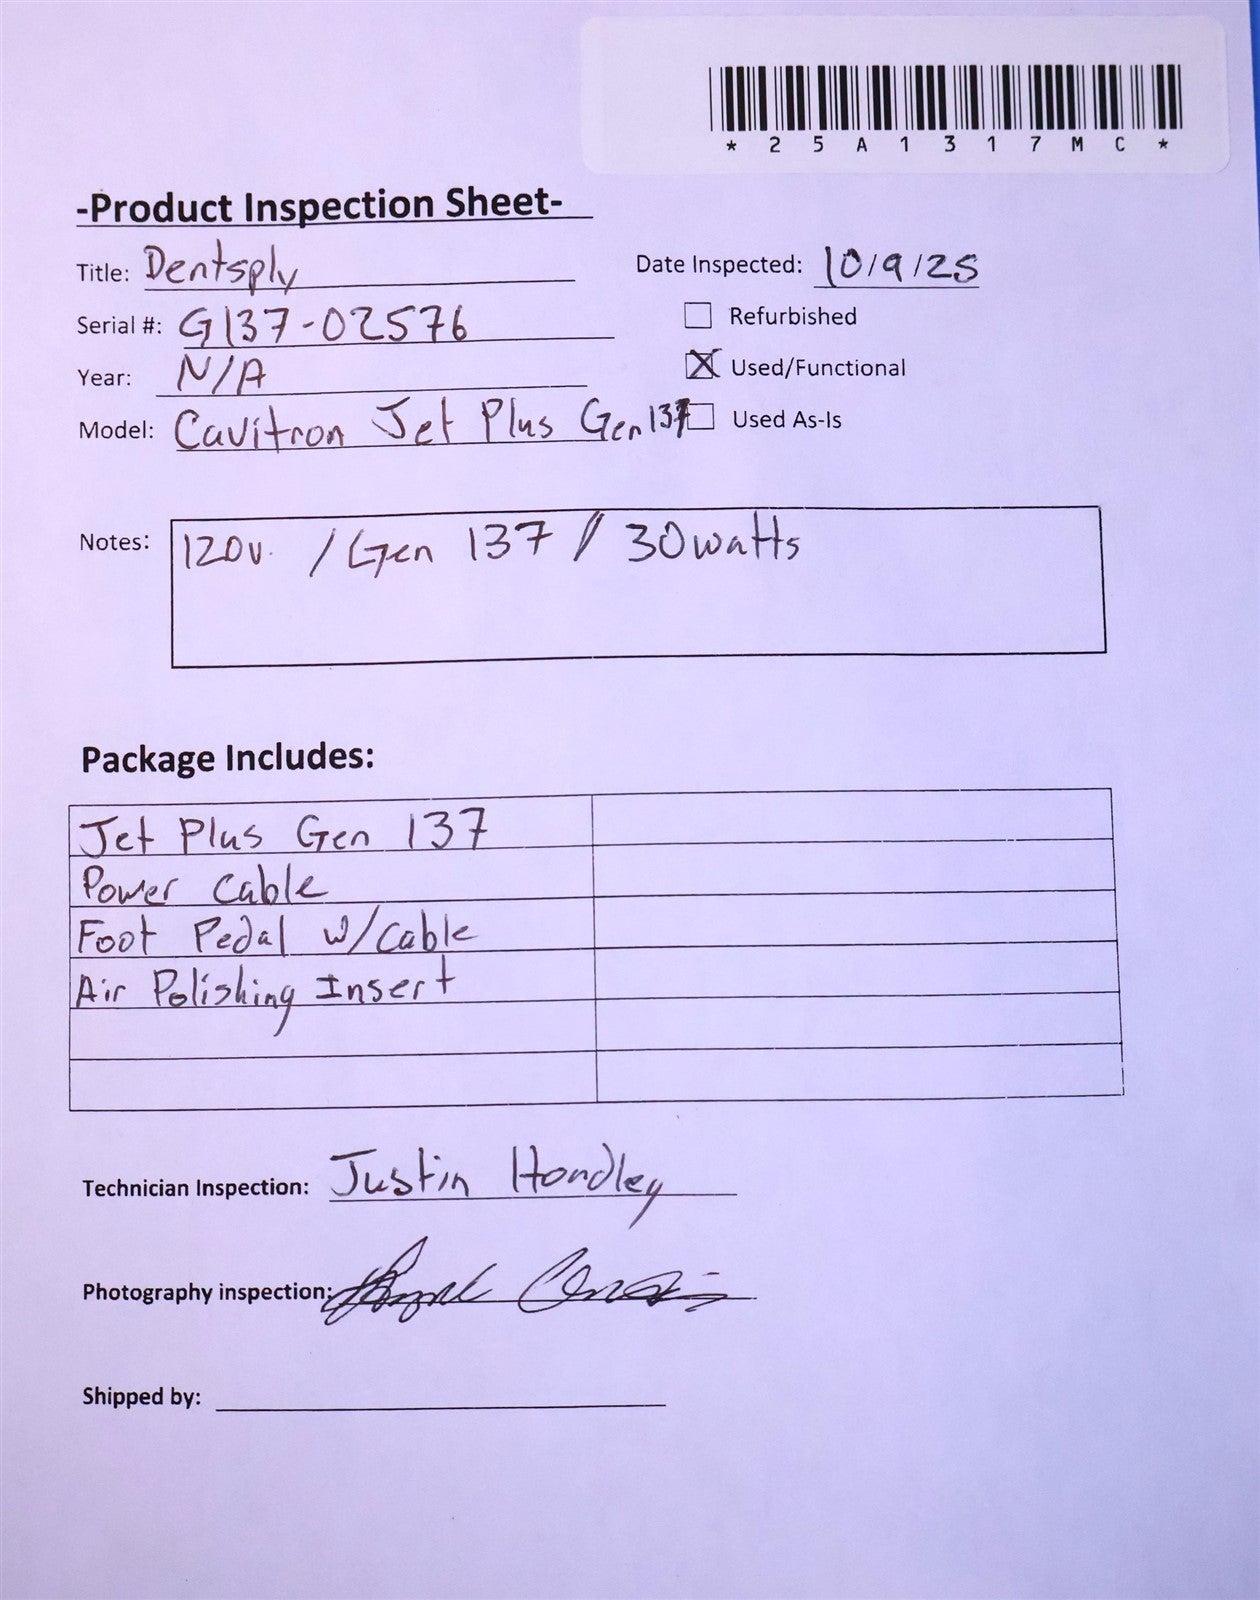 *25A1317MC*
-Product Inspection Sheet-
Title: Dentsply
Date Inspected: 10/9/25
Serial #: G137-02576
Refurbished
Year: N/A
Used/Functional
Model: Cavitron Jet Plus Gen 137
Used As-Is
Notes: 120v. / Gen 137 / 30watts
Package Includes:
Jet Plus Gen 137
Power Cable
Foot Pedal w/Cable
Air Polishing Insert
Technician Inspection: Justin Hondley
Photography inspection:
Shipped by: